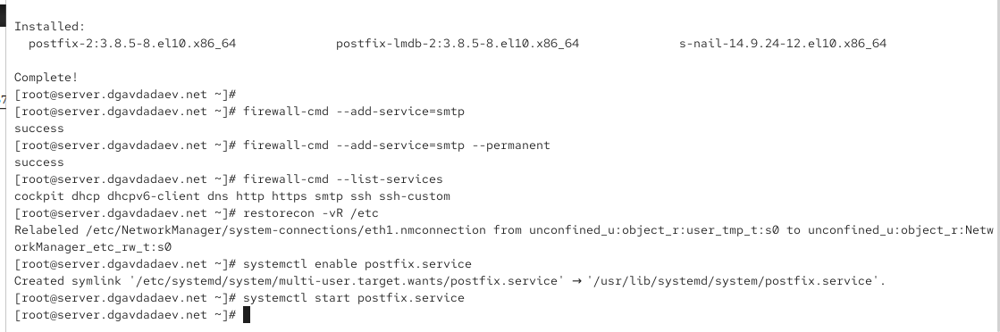 Installed:
postfix-2:3.8.5-8.el10.x86_64 postfix-lmdb-2:3.8.5-8.el10.x86_64 s-nail-14.9.24-12.el10.x86_64
Complete!
[root@server.dgavdadaev.net ~]#
[root@server.dgavdadaev.net ~]# firewall-cmd --add-service=smtp
success
[root@server.dgavdadaev.net ~]# firewall-cmd --add-service=smtp --permanent
success
[root@server.dgavdadaev.net ~]# firewall-cmd --list-services
cockpit dhcp dhcpv6-client dns http https smtp ssh ssh-custom
[root@server.dgavdadaev.net ~]# restorecon -vR /etc
Relabeled /etc/NetworkManager/system-connections/eth1.nmconnection from unconfined_u:object_r:user_tmp_t:s0 to unconfined_u:object_r:Netw
orkManager_etc_rw_t:s0
[root@server.dgavdadaev.net ~]# systemctl enable postfix.service
Created symlink '/etc/systemd/system/multi-user.target.wants/postfix.service' → '/usr/lib/systemd/system/postfix.service'.
[root@server.dgavdadaev.net ~]# systemctl start postfix.service
[root@server.dgavdadaev.net ~]#